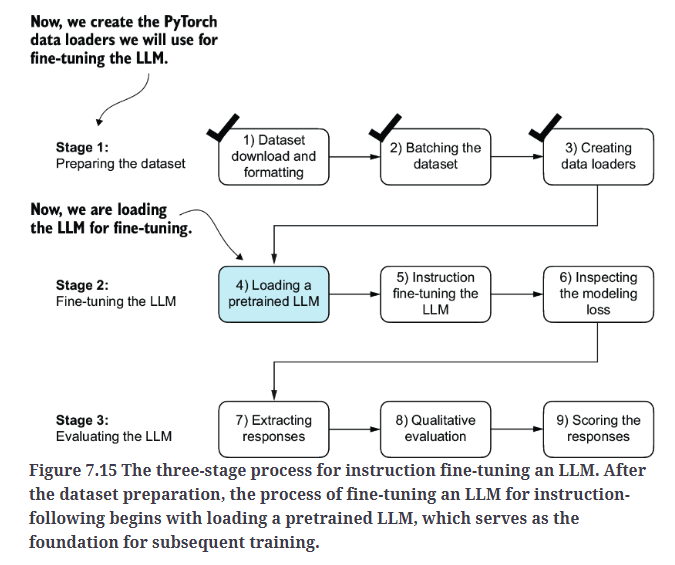 Now, we create the PyTorch
data loaders we will use for
fine-tuning the LLM.
Stage 1:
Preparing the dataset
1) Dataset
download and
formatting
2) Batching the
dataset
3) Creating
data loaders
Now, we are loading
the LLM for fine-tuning.
Stage 2:
Fine-tuning the LLM
4) Loading a
pretrained LLM
5) Instruction
fine-tuning the
LLM
6) Inspecting
the modeling
loss
Stage 3:
Evaluating the LLM
7) Extracting
responses
8) Qualitative
evaluation
9) Scoring the
responses
Figure 7.15 The three-stage process for instruction fine-tuning an LLM. After
the dataset preparation, the process of fine-tuning an LLM for instruction-
following begins with loading a pretrained LLM, which serves as the
foundation for subsequent training.